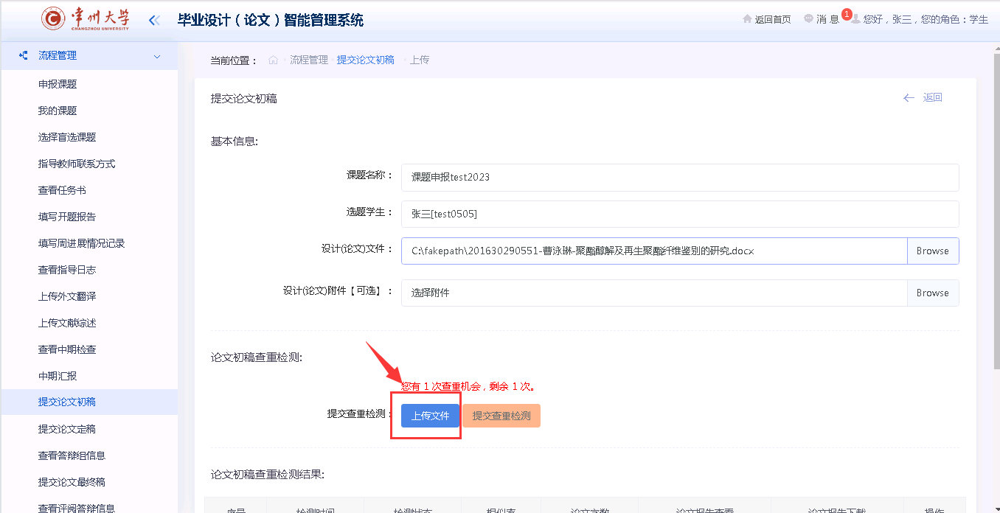 常州大学
CHANGZHOU UNIVERSITY
毕业设计（论文）智能管理系统
返回首页 消 息 1 您好，张三，您的角色：学生
流程管理
申报课题
我的课题
选择盲选课题
指导教师联系方式
查看任务书
填写开题报告
填写周进展情况记录
查看指导日志
上传外文翻译
上传文献综述
查看中期检查
中期汇报
提交论文初稿
提交论文定稿
查看答辩组信息
提交论文最终稿
查看评阅答辩信息
当前位置： 流程管理 提交论文初稿 上传
提交论文初稿 返回
基本信息:
课题名称： 课题申报test2023
选题学生： 张三[test0505]
设计(论文)文件： C:\fakepath\201630290551-曹泳琳-聚酯醇解及再生聚酯纤维鉴别的研究.docx Browse
设计(论文)附件【可选】： 选择附件 Browse
论文初稿查重检测:
您有 1 次查重机会，剩余 1 次。
提交查重检测： 上传文件 提交查重检测
论文初稿查重检测结果:
序号 检测时间 检测状态 相似率 论文字数 论文报告查看 论文报告下载 操作